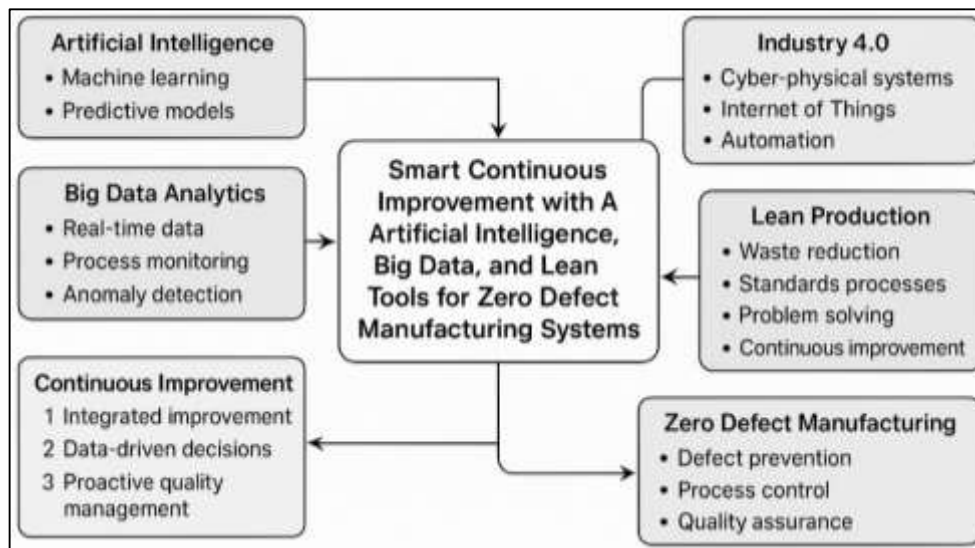 Artificial Intelligence
• Machine learning
• Predictive models
Industry 4.0
• Cyber-physical systems
• Internet of Things
• Automation
Big Data Analytics
• Real-time data
• Process monitoring
• Anomaly detection
Smart Continuous
Improvement with A
Artificial Intelligence,
Big Data, and Lean
Tools for Zero Defect
Manufacturing Systems
Lean Production
• Waste reduction
• Standards processes
• Problem solving
• Continuous improvement
Continuous Improvement
1 Integrated improvement
2 Data-driven decisions
3 Proactive quality
management
Zero Defect Manufacturing
• Defect prevention
• Process control
• Quality assurance